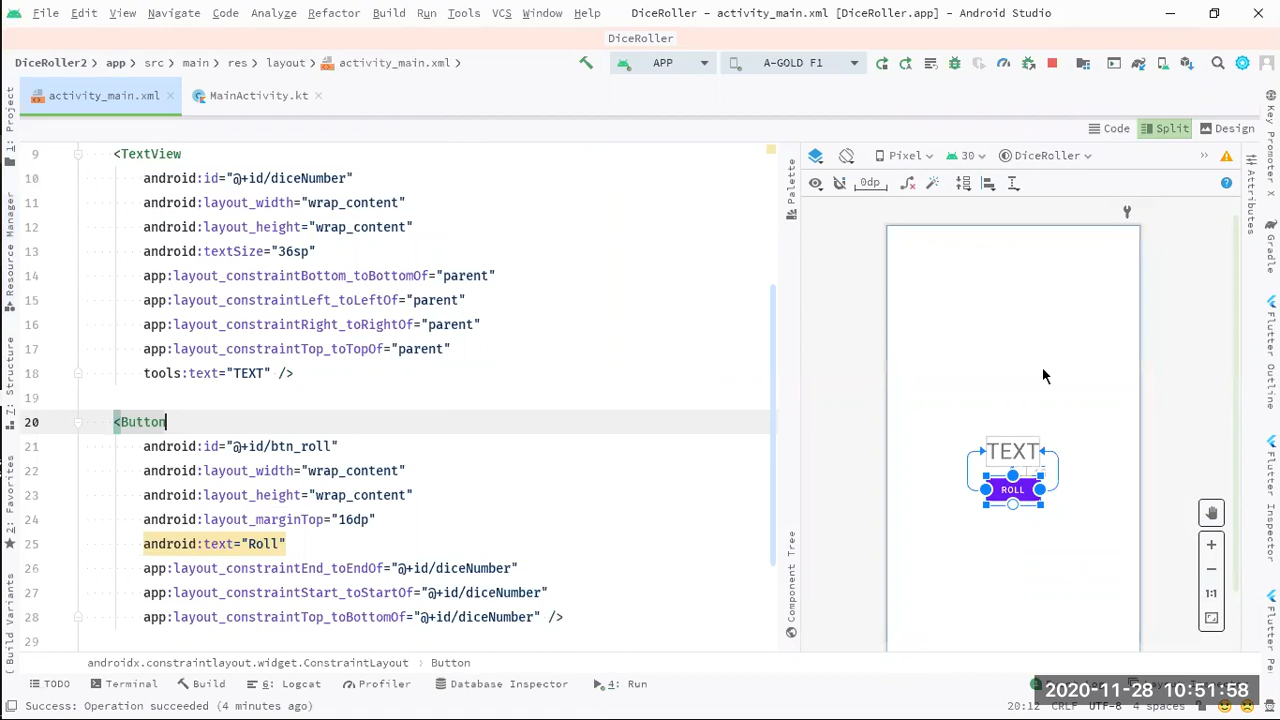 File Edit View Navigate Code Analyze Refactor Build Run Tools VCS Window Help DiceRoller - activity_main.xml [DiceRoller.app] - Android Studio
DiceRoller
DiceRoller2 app src main res layout activity_main.xml APP A-GOLD F1
activity_main.xml MainActivity.kt
Code Split Design
9 <TextView
10 android:id="@+id/diceNumber"
11 android:layout_width="wrap_content"
12 android:layout_height="wrap_content"
13 android:textSize="36sp"
14 app:layout_constraintBottom_toBottomOf="parent"
15 app:layout_constraintLeft_toLeftOf="parent"
16 app:layout_constraintRight_toRightOf="parent"
17 app:layout_constraintTop_toTopOf="parent"
18 tools:text="TEXT" />
19
20 <Button
21 android:id="@+id/btn_roll"
22 android:layout_width="wrap_content"
23 android:layout_height="wrap_content"
24 android:layout_marginTop="16dp"
25 android:text="Roll"
26 app:layout_constraintEnd_toEndOf="@+id/diceNumber"
27 app:layout_constraintStart_toStartOf="@+id/diceNumber"
28 app:layout_constraintTop_toBottomOf="@+id/diceNumber" />
29
Pixel 30 DiceRoller
0dp
TEXT
ROLL
1:1
1: Project
Resource Manager
7: Structure
2: Favorites
Build Variants
Palette
Component Tree
Attributes
Key Promoter X
Gradle
Flutter Outline
Flutter Inspector
Flutter Pe
androidx.constraintlayout.widget.ConstraintLayout Button
TODO Terminal Build 6: Logcat Profiler Database Inspector 4: Run
Success: Operation succeeded (4 minute ago) 20:12 CRLF UTF-8 4 spaces
2020-11-28 10:51:58